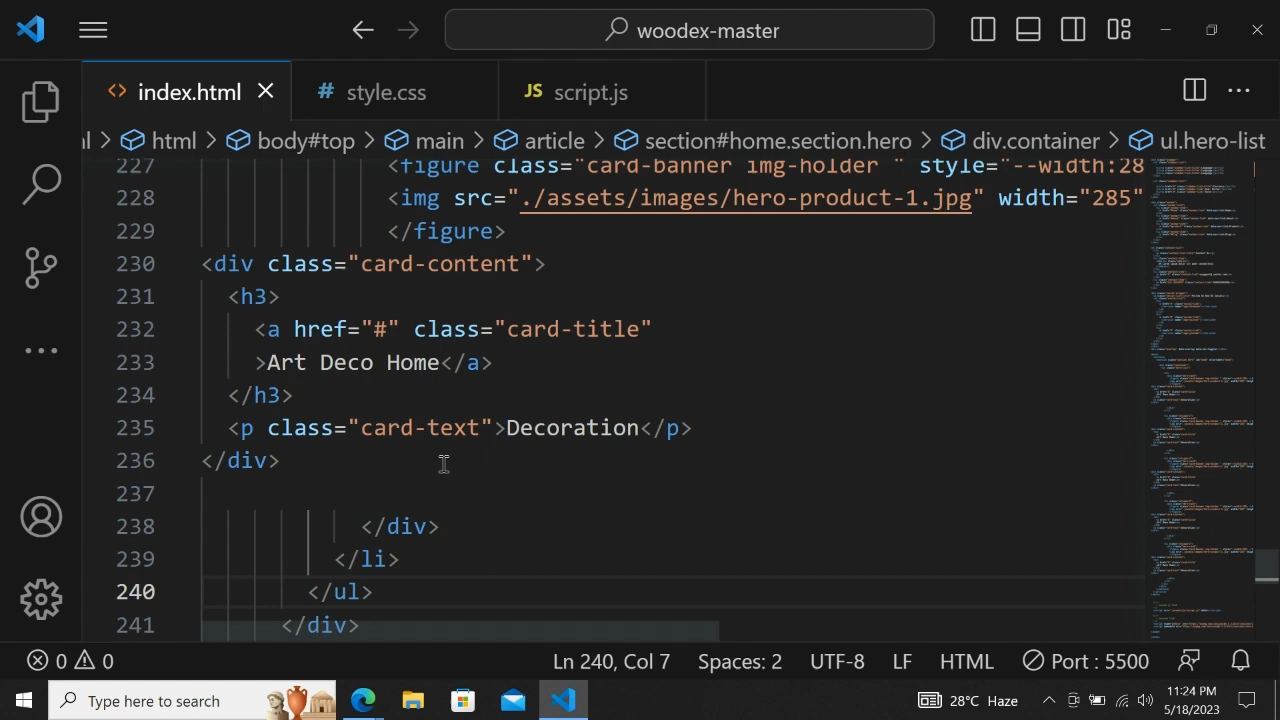 woodex-master
<> index.html
# style.css
JS script.js
l > html > body#top > main > article > section#home.section.hero > div.container > ul.hero-list
227 <figure class="card-banner img-holder " style="--width:28
228 <img src="./assets/images/hero-product-1.jpg" width="285"
229 </figure>
230 <div class="card-content">
231 <h3>
232 <a href="#" class="card-title"
233 >Art Deco Home</a>
234 </h3>
235 <p class="card-text">Decoration</p>
236 </div>
237
238 </div>
239 </li>
240 </ul>
241 </div>
0 0 Ln 240, Col 7 Spaces: 2 UTF-8 LF HTML Port : 5500
Type here to search
28°C Haze
11:24 PM
5/18/2023